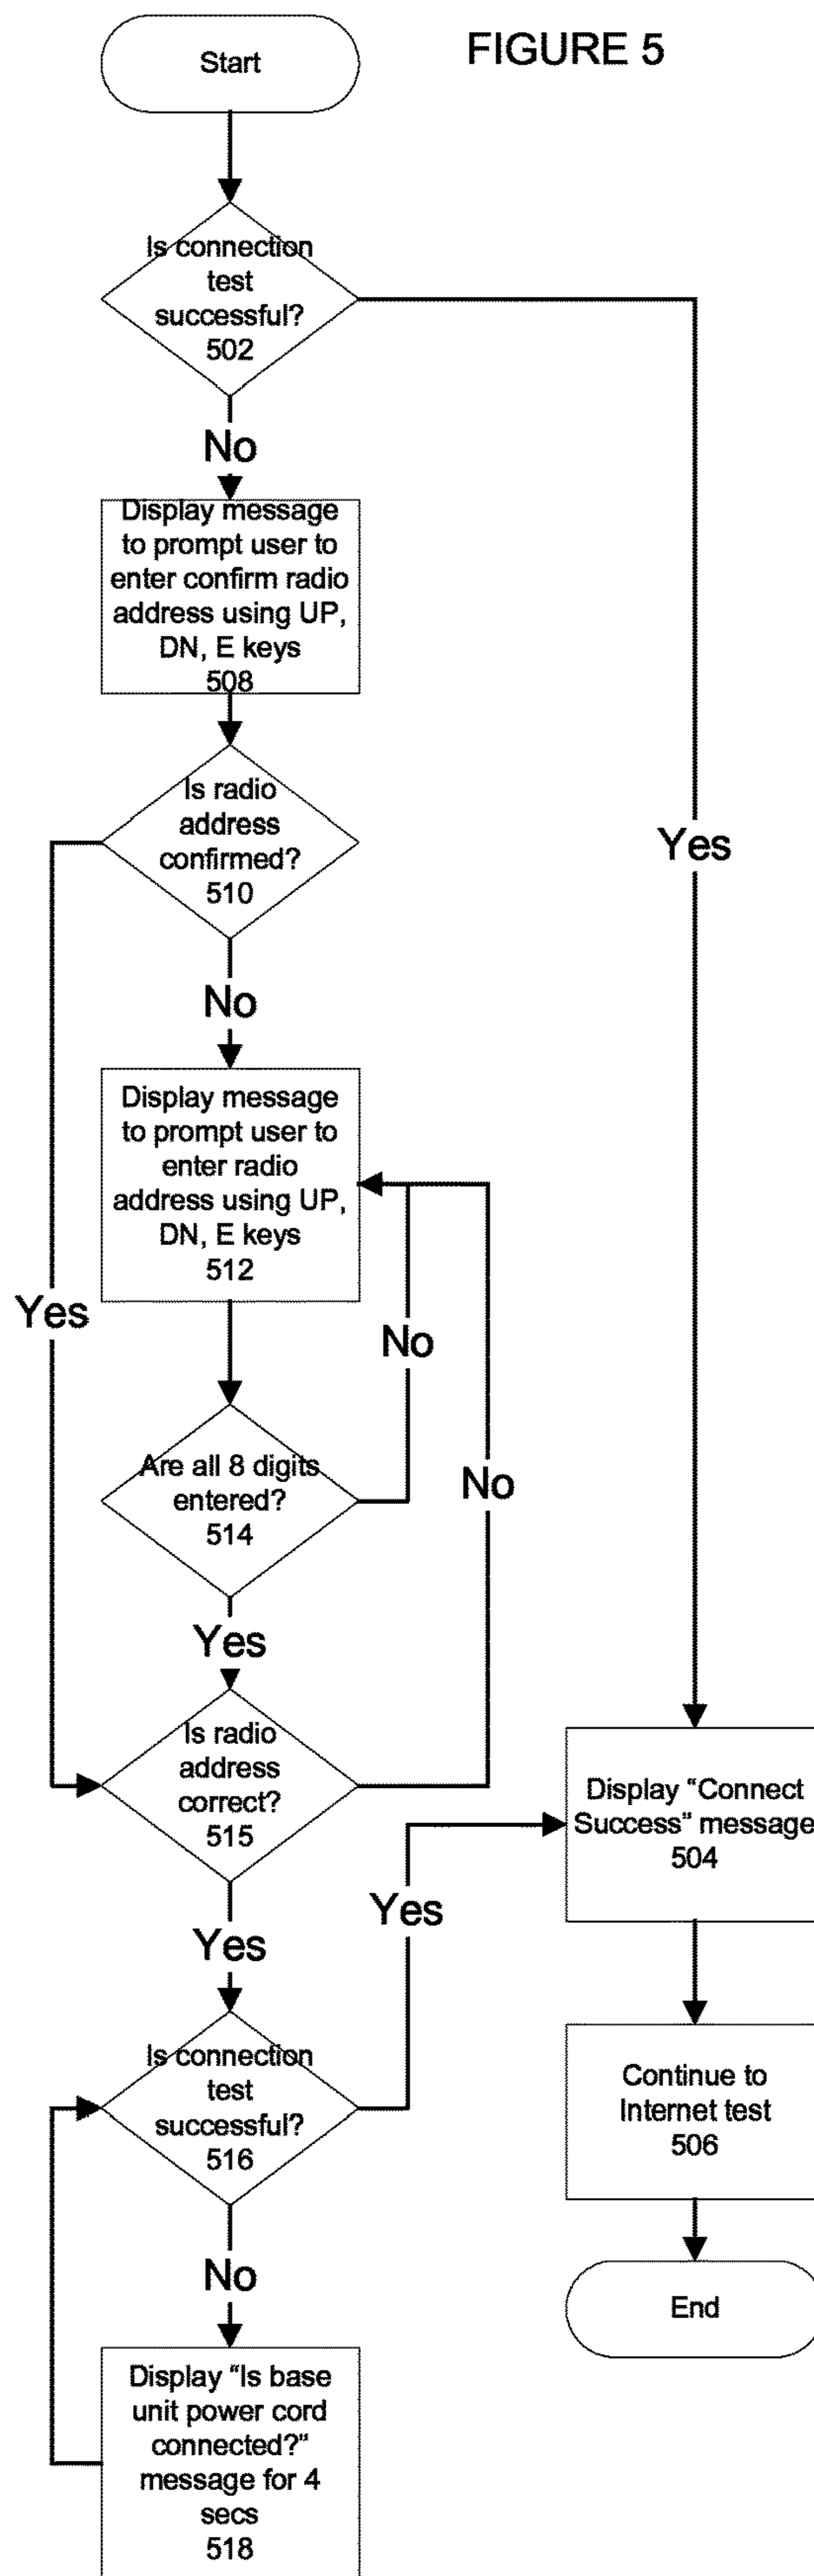 FIGURE 5
Start
Is connection
test
successful?
502
No
Yes
Display message
to prompt user to
enter confirm radio
address using UP,
DN, E keys
508
Is radio
address
confirmed?
510
No
Yes
Display message
to prompt user to
enter radio
address using UP,
DN, E keys
512
No
No
Are all 8 digits
entered?
514
Yes
Is radio
address
correct?
515
Yes
Yes
Display “Connect
Success” message
504
Is connection
test
successful?
516
Continue to
Internet test
506
No
End
Display “Is base
unit power cord
connected?”
message for 4
secs
518